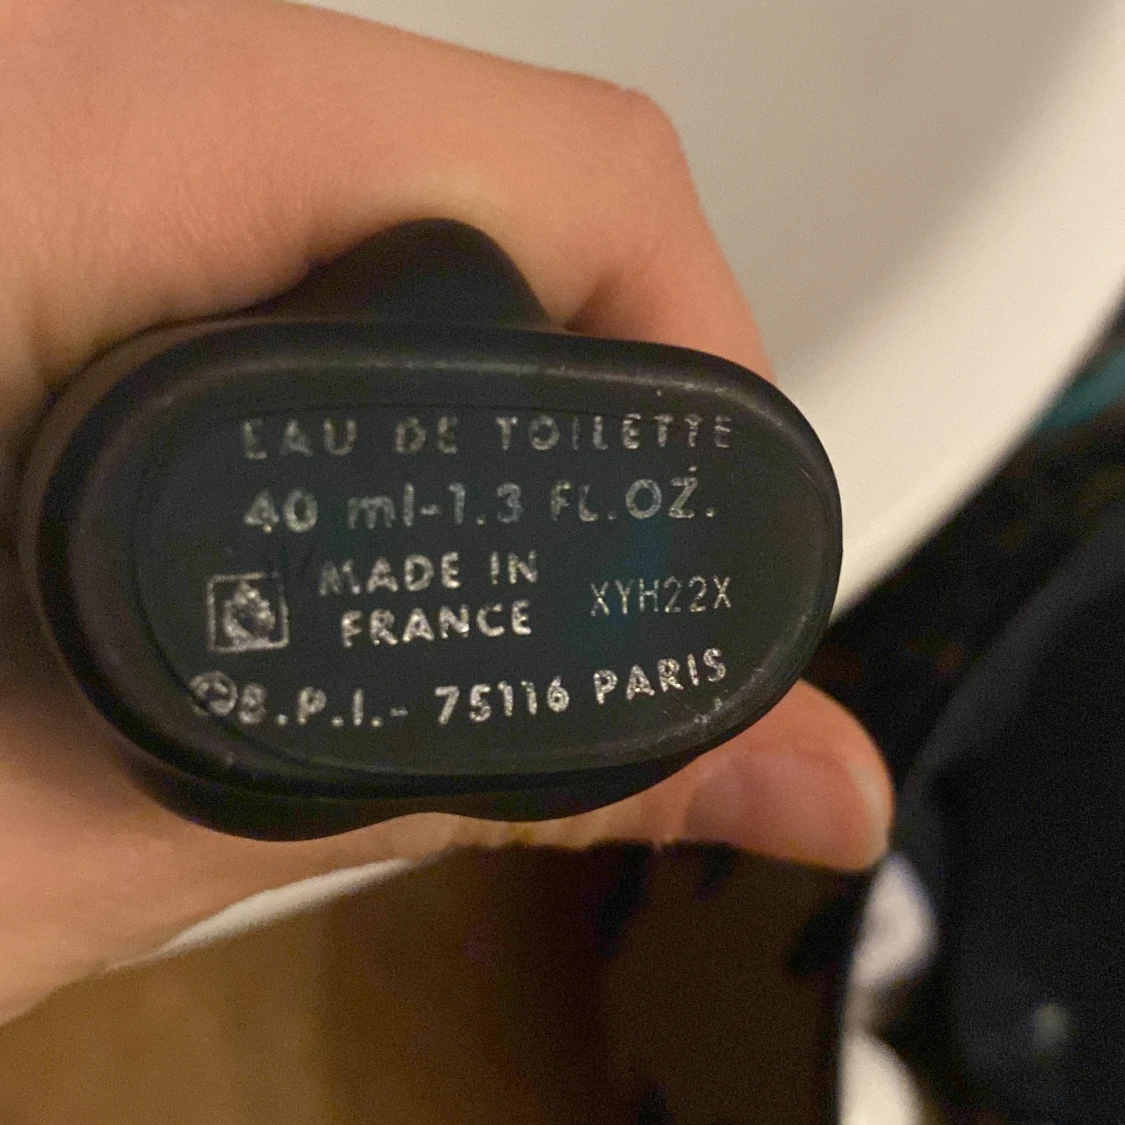 EAU DE TOILETTE
40 ml-1.3 FL.OZ.
MADE IN
FRANCE
XYH22X
©B.P.I.- 75116 PARIS